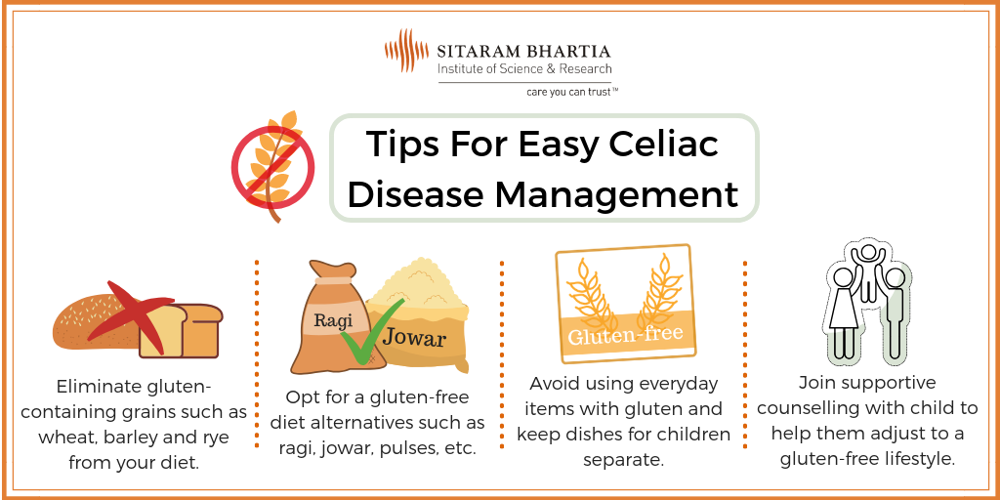 SITARAM BHARTIA
Institute of Science & Research
care you can trust™
Tips For Easy Celiac
Disease Management
Ragi
Jowar
Gluten-free
Eliminate gluten-
containing grains such as
wheat, barley and rye
from your diet.
Opt for a gluten-free
diet alternatives such as
ragi, jowar, pulses, etc.
Avoid using everyday
items with gluten and
keep dishes for children
separate.
Join supportive
counselling with child to
help them adjust to a
gluten-free lifestyle.